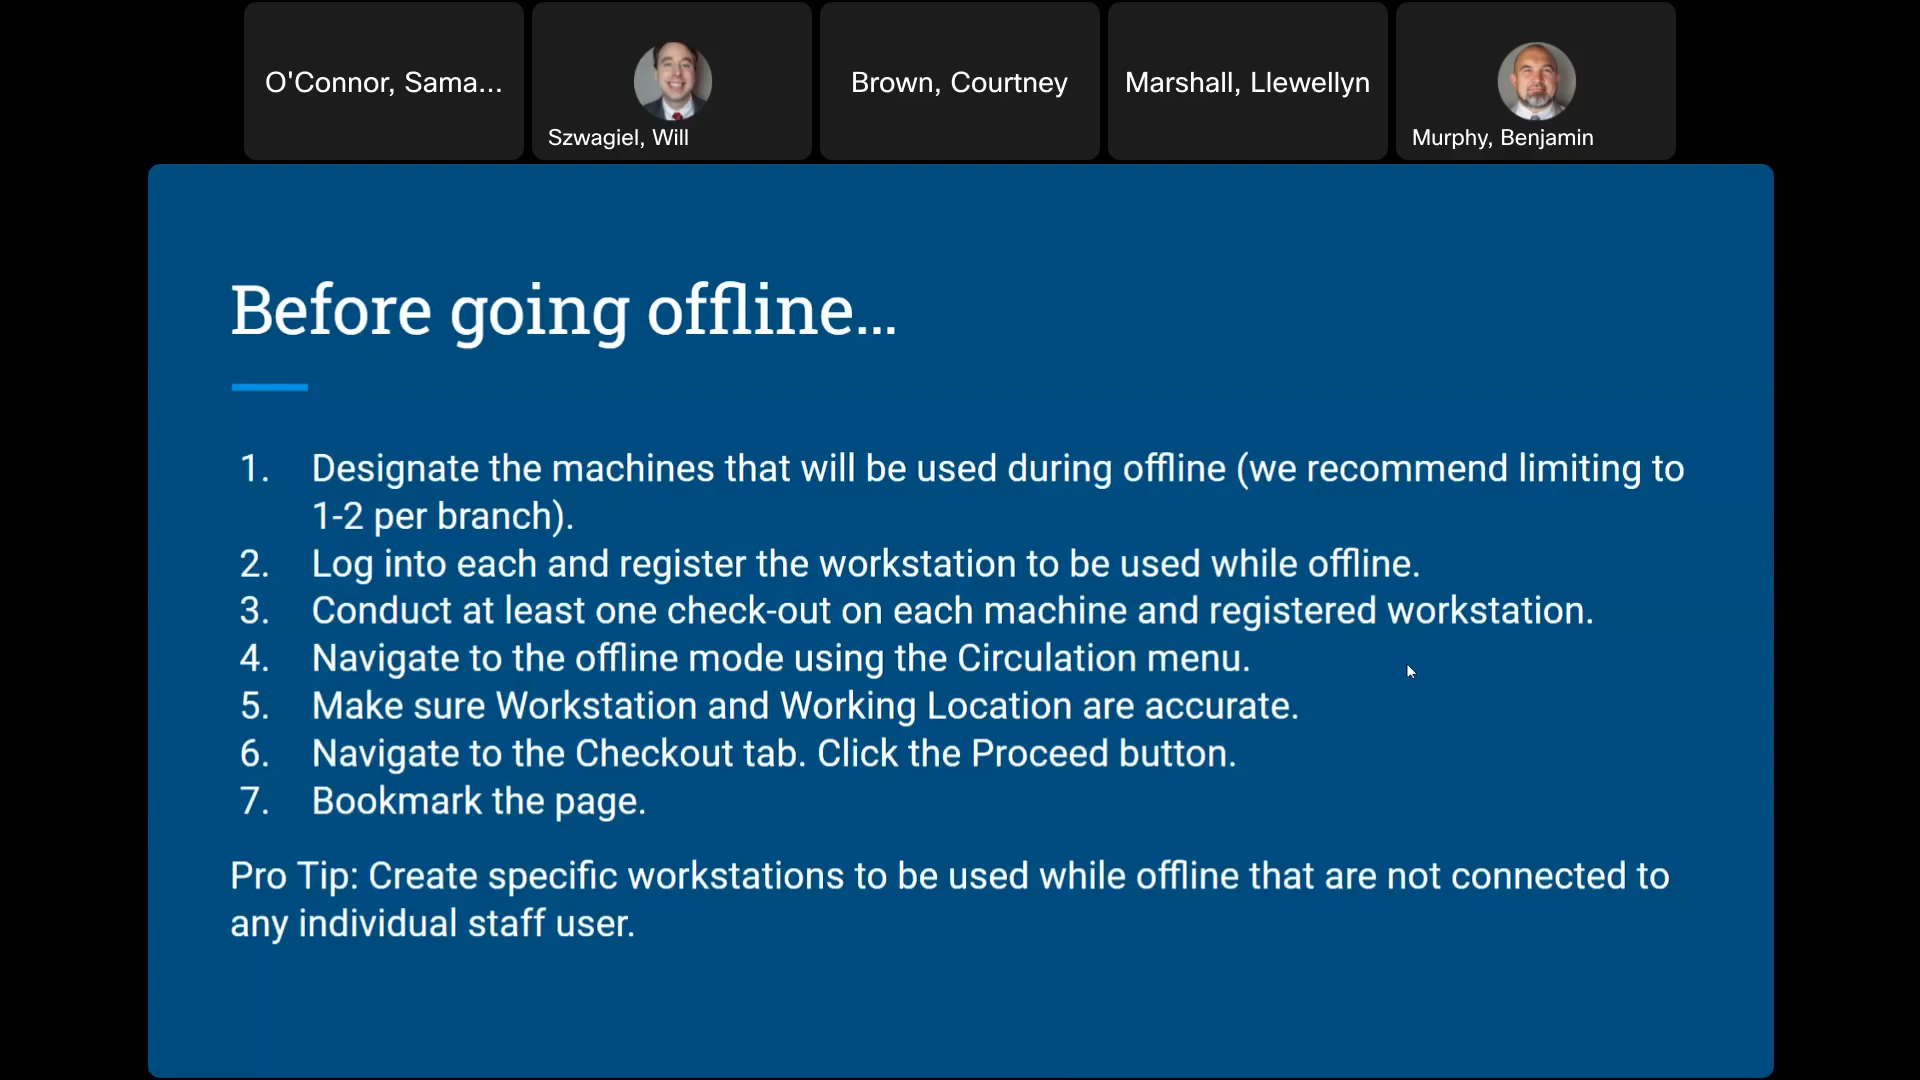 O'Connor, Sama...
Szwagiel, Will
Brown, Courtney
Marshall, Llewellyn
Murphy, Benjamin
Before going offline...
1. Designate the machines that will be used during offline (we recommend limiting to
1-2 per branch).
2. Log into each and register the workstation to be used while offline.
3. Conduct at least one check-out on each machine and registered workstation.
4. Navigate to the offline mode using the Circulation menu.
5. Make sure Workstation and Working Location are accurate.
6. Navigate to the Checkout tab. Click the Proceed button.
7. Bookmark the page.
Pro Tip: Create specific workstations to be used while offline that are not connected to
any individual staff user.